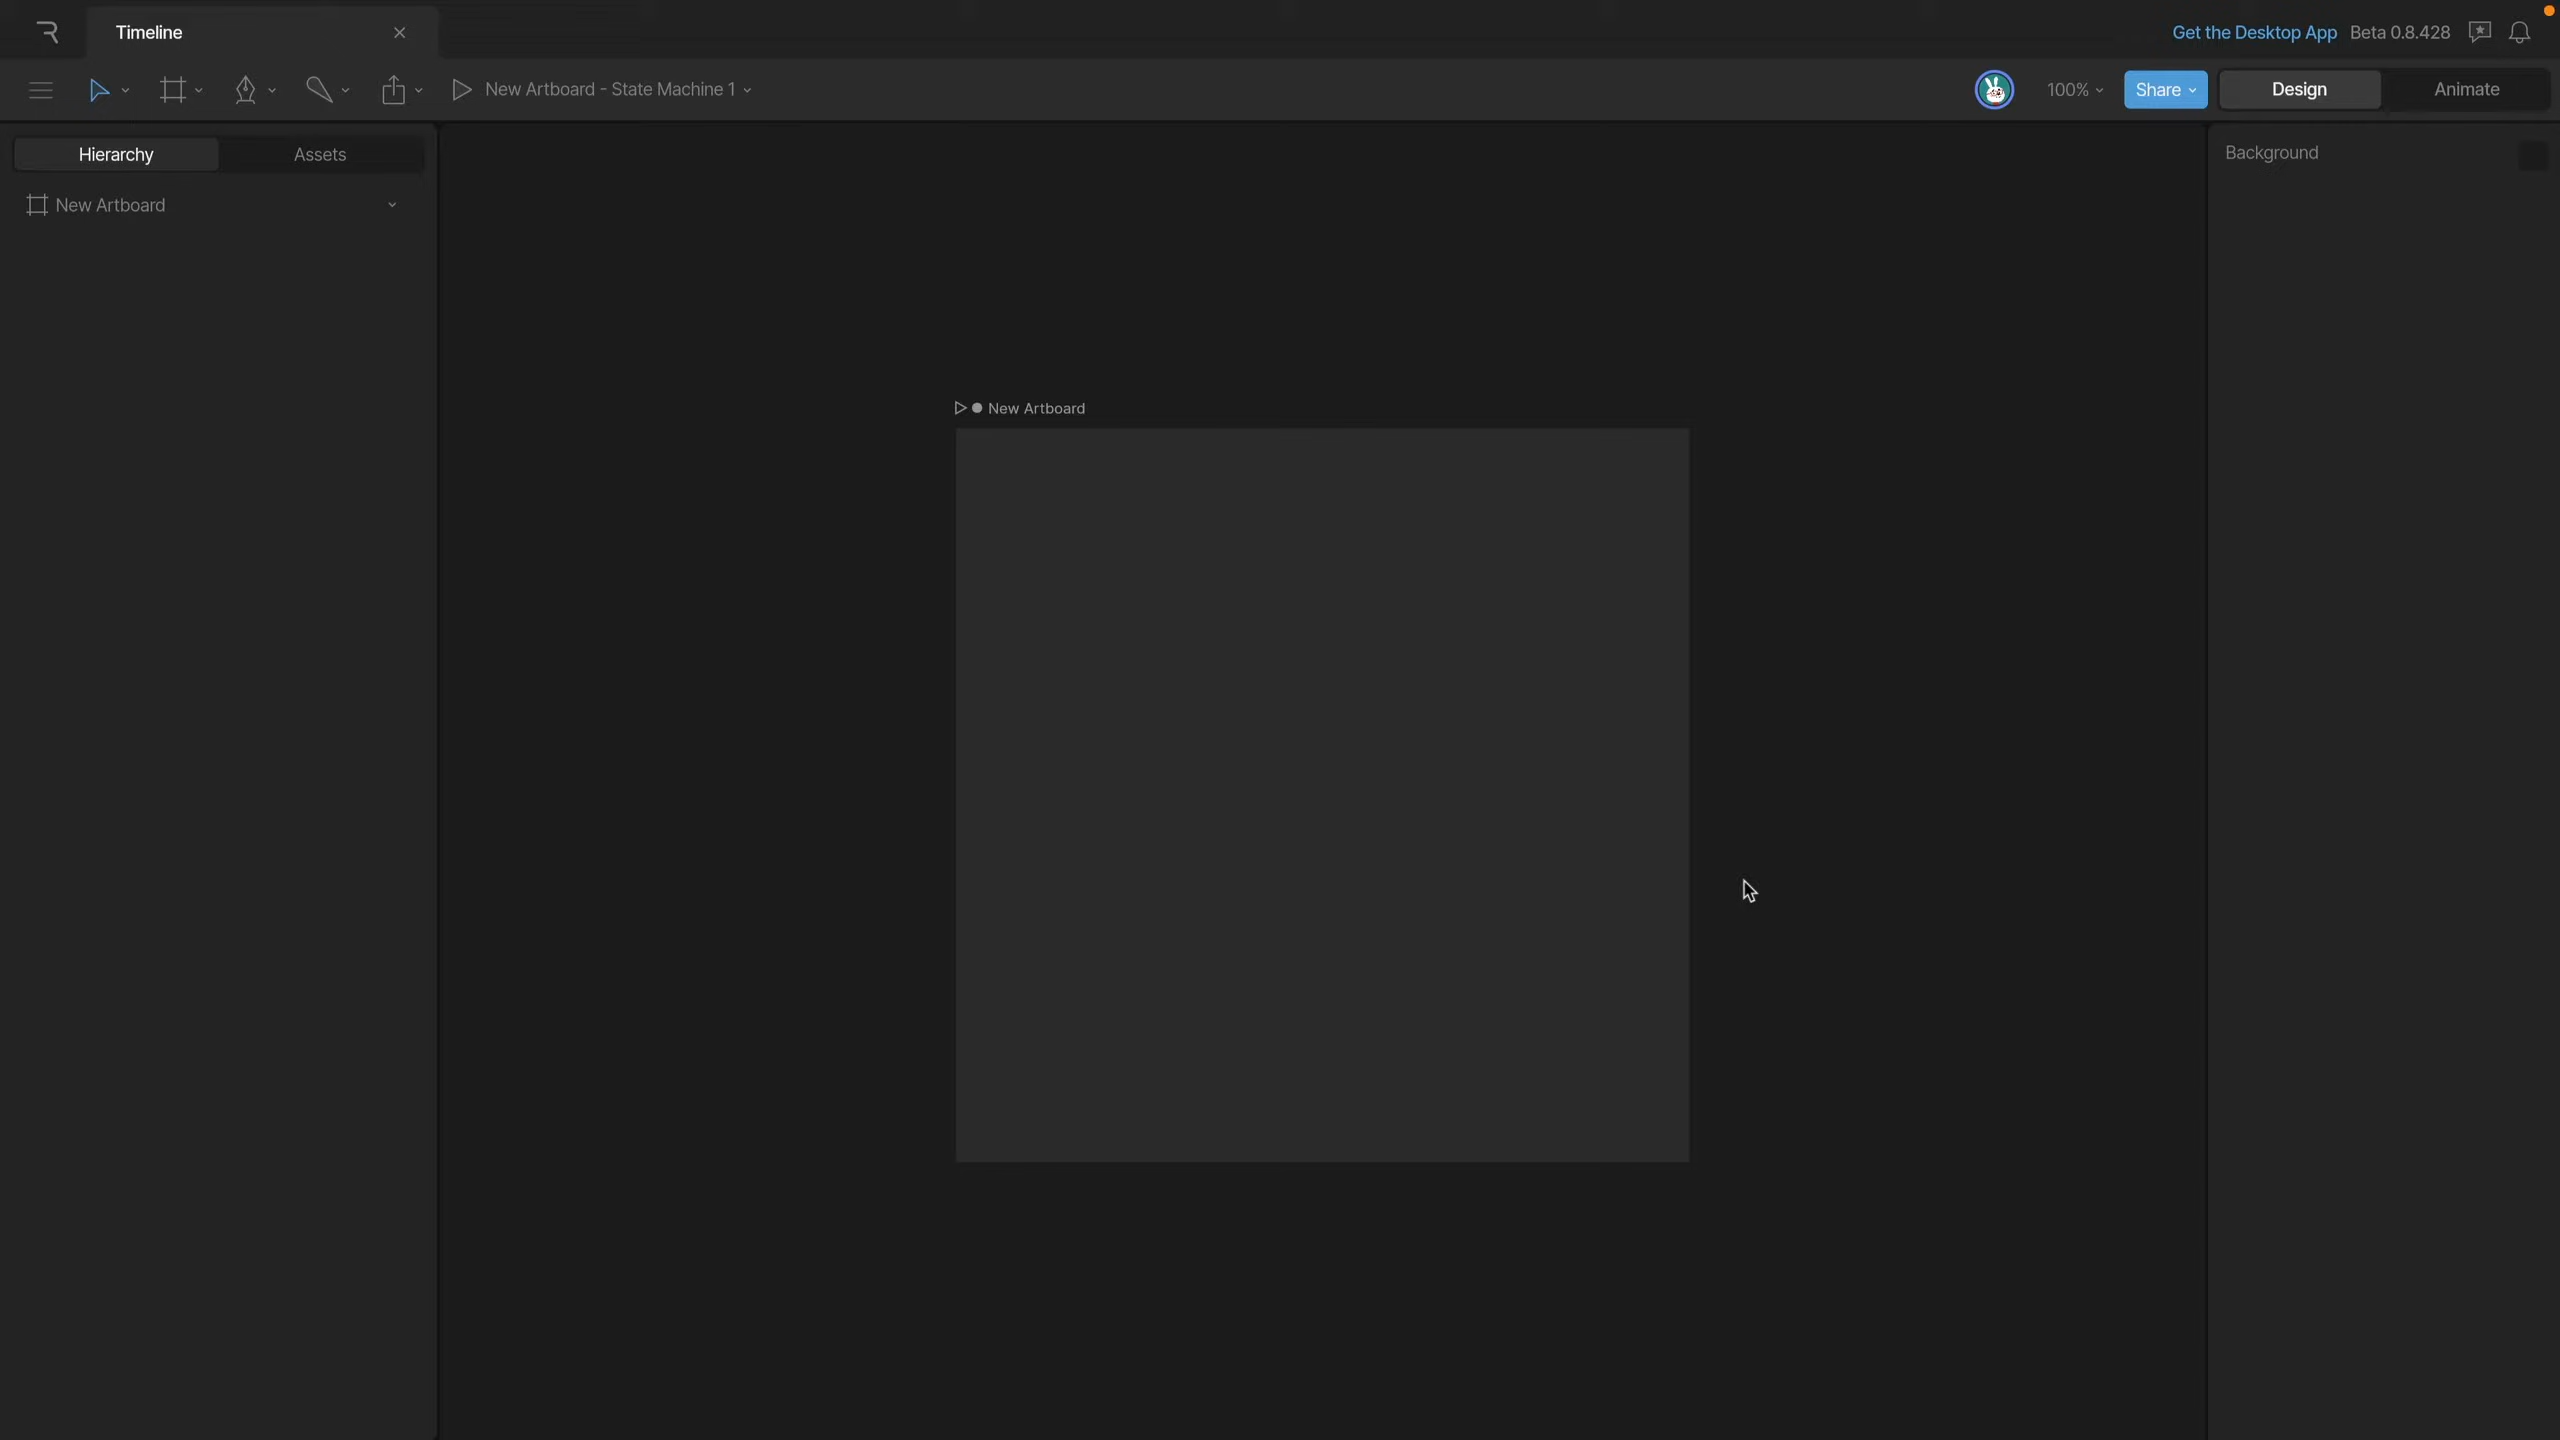 Timeline
Get the Desktop App Beta 0.8.428
New Artboard - State Machine 1
100%
Share
Design
Animate
Hierarchy
Assets
Background
New Artboard
New Artboard